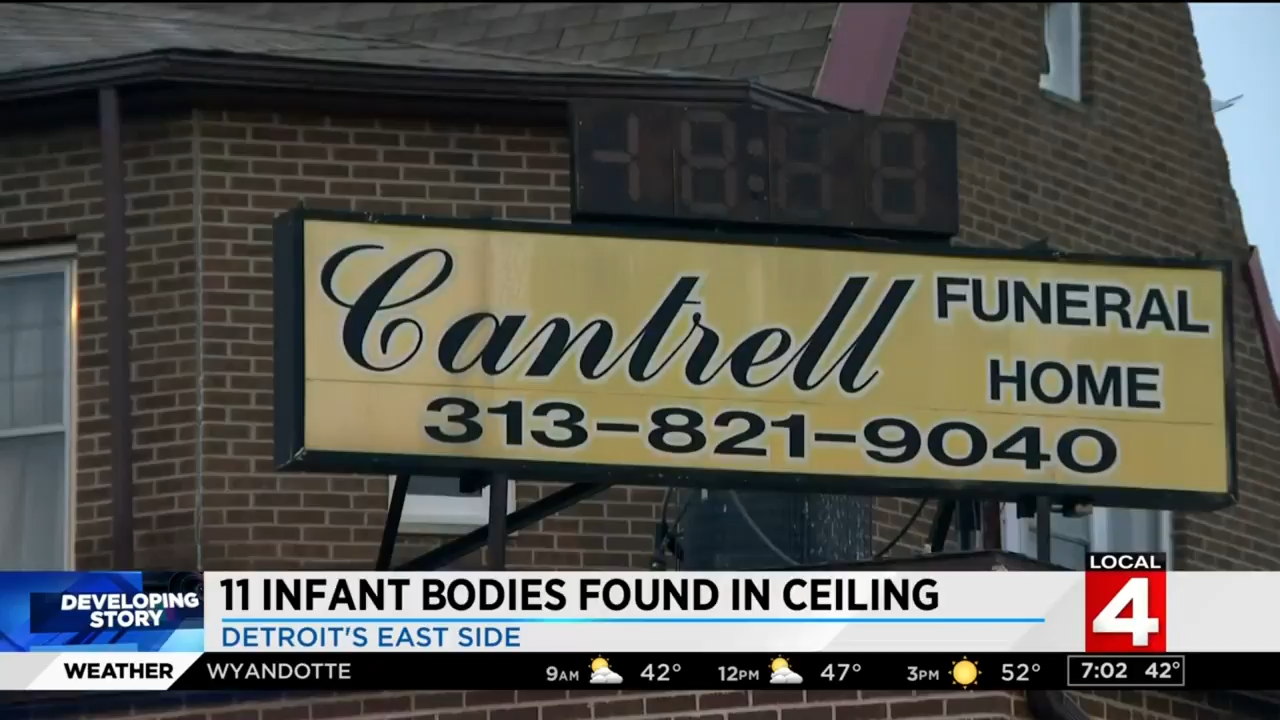 Cantrell FUNERAL
HOME
313-821-9040
DEVELOPING
STORY
11 INFANT BODIES FOUND IN CEILING
DETROIT'S EAST SIDE
LOCAL
4
WEATHER
WYANDOTTE
9AM 42° 12PM 47° 3PM 52°
7:02 42°